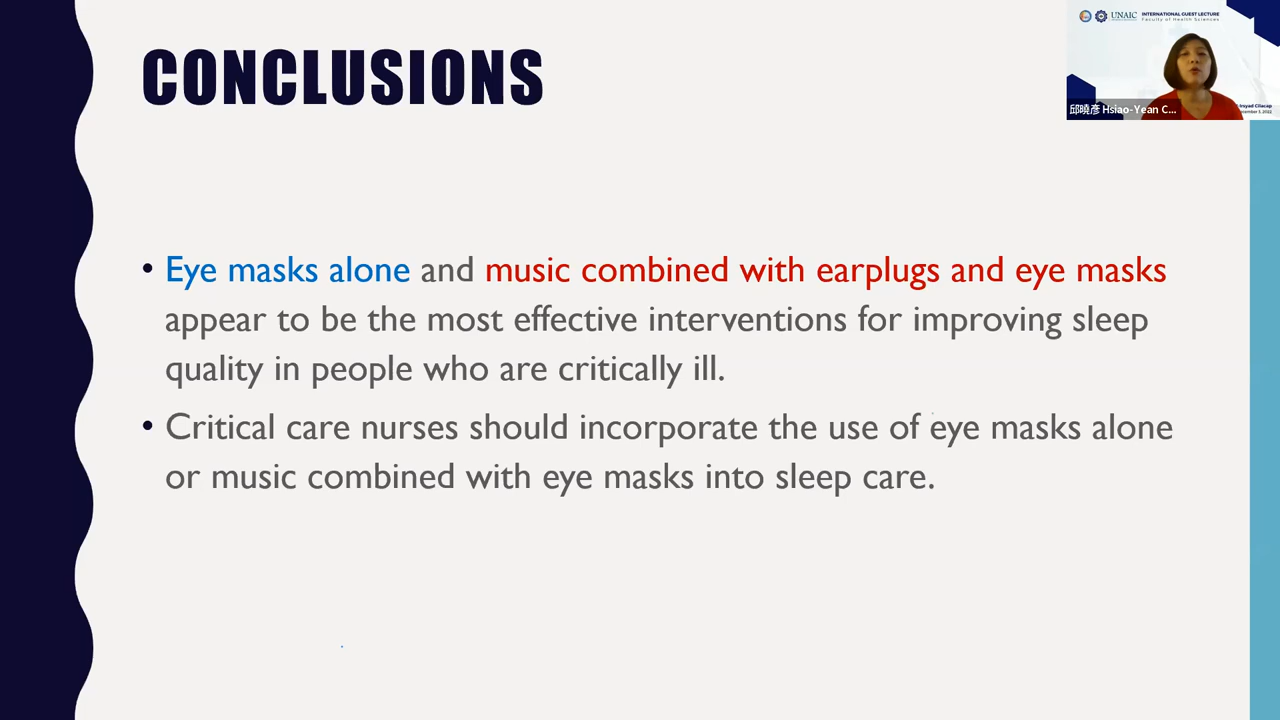 CONCLUSIONS
UNAIC INTERNATIONAL GUEST LECTURE
Faculty of Health Sciences
邱曉彥 Hsiao-Yean C...
Irsyad Cilacap
• Eye masks alone and music combined with earplugs and eye masks
appear to be the most effective interventions for improving sleep
quality in people who are critically ill.
• Critical care nurses should incorporate the use of eye masks alone
or music combined with eye masks into sleep care.